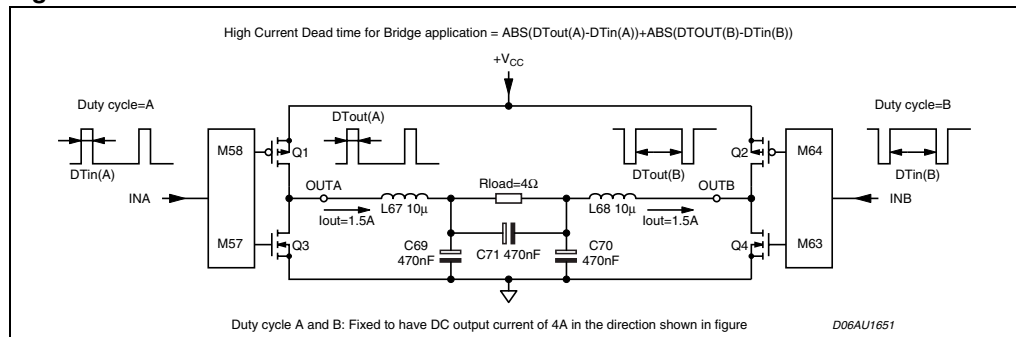 High Current Dead time for Bridge application = ABS(DTout(A)-DTin(A))+ABS(DTOUT(B)-DTin(B))
+VCC
Duty cycle=A
DTout(A)
Duty cycle=B
M58
Q1
Q2
M64
DTin(A)
DTout(B)
DTin(B)
OUTA
Rload=4Ω
OUTB
INA
INB
L67 10µ
L68 10µ
Iout=1.5A
Iout=1.5A
M57
Q3
Q4
M63
C69
470nF
C71 470nF
C70
470nF
Duty cycle A and B: Fixed to have DC output current of 4A in the direction shown in figure
D06AU1651